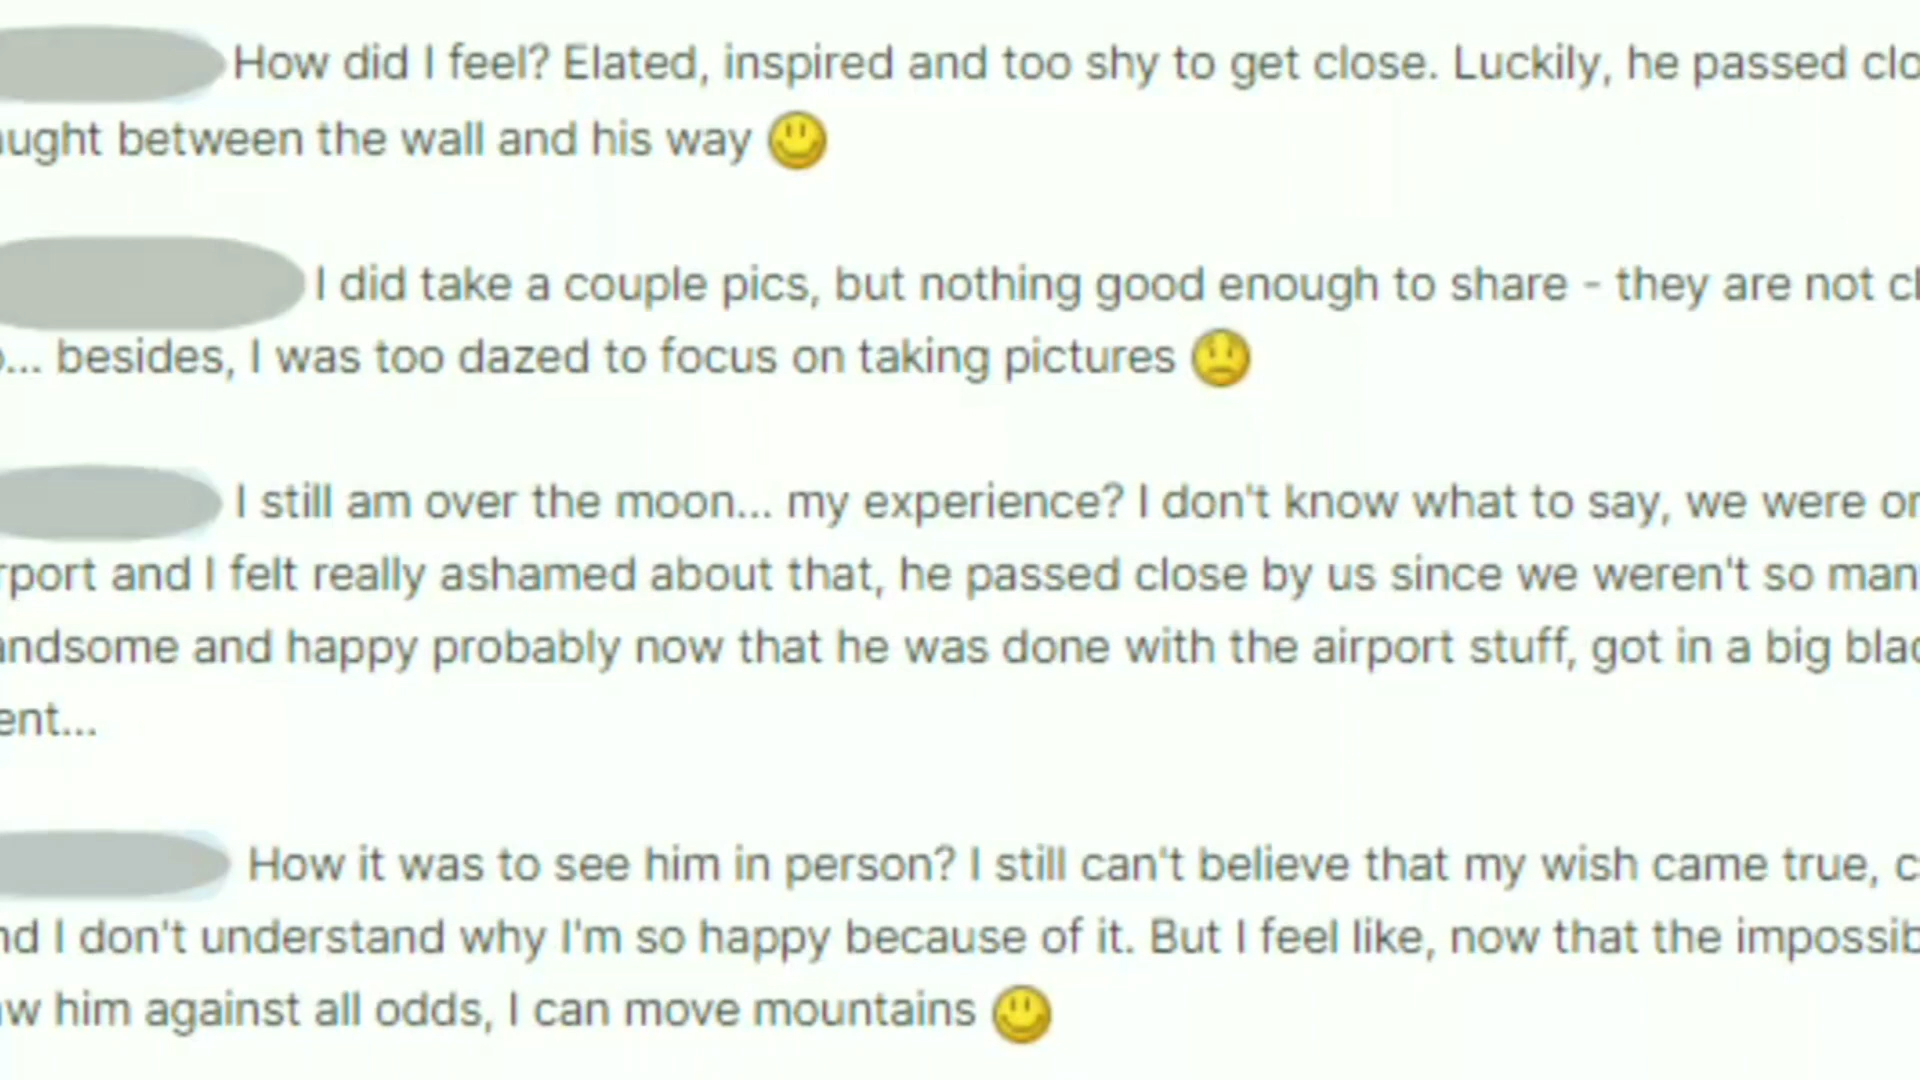 How did I feel? Elated, inspired and too shy to get close. Luckily, he passed clo
ught between the wall and his way
I did take a couple pics, but nothing good enough to share - they are not cl
... besides, I was too dazed to focus on taking pictures
I still am over the moon... my experience? I don't know what to say, we were on
rport and I felt really ashamed about that, he passed close by us since we weren't so man
andsome and happy probably now that he was done with the airport stuff, got in a big blac
ent...
How it was to see him in person? I still can't believe that my wish came true, c
nd I don't understand why I'm so happy because of it. But I feel like, now that the impossib
w him against all odds, I can move mountains